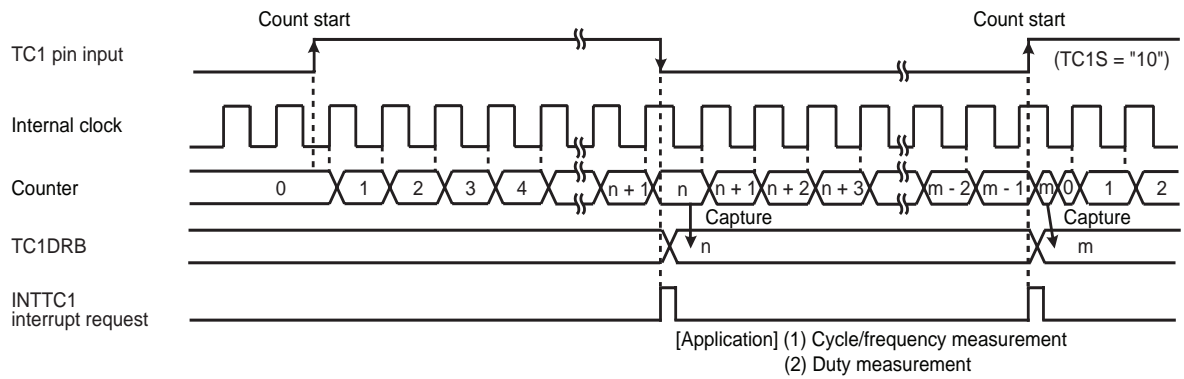 Count start
Count start
TC1 pin input
(TC1S = "10")
Internal clock
Counter
0 1 2 3 4 n + 1 n n + 1 n + 2 n + 3 m - 2 m - 1 m 0 1 2
Capture
Capture
TC1DRB
n
m
INTTC1
interrupt request
[Application] (1) Cycle/frequency measurement
(2) Duty measurement